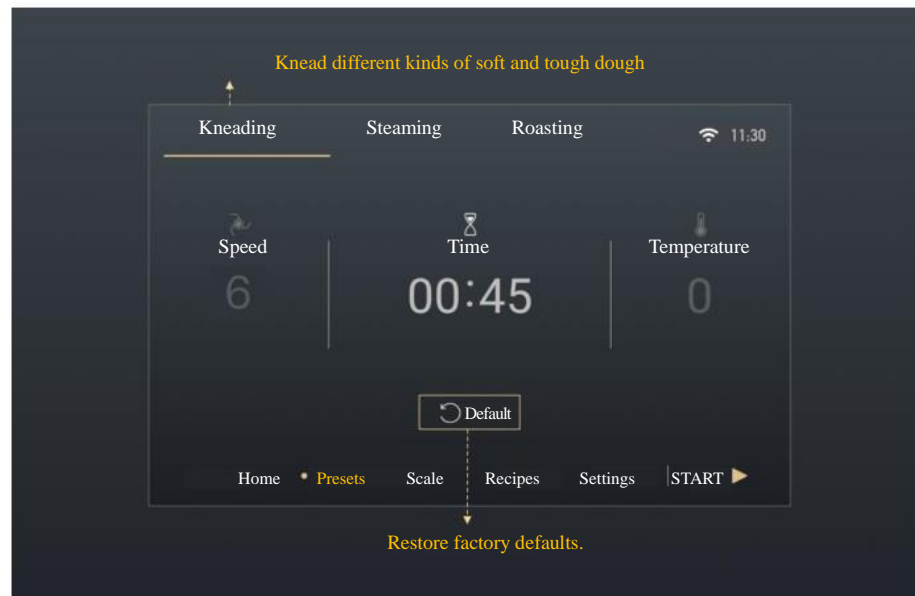 Knead different kinds of soft and tough dough
Kneading Steaming Roasting 11:30
Speed Time Temperature
6 00:45 0
Default
Home • Presets Scale Recipes Settings START
Restore factory defaults.